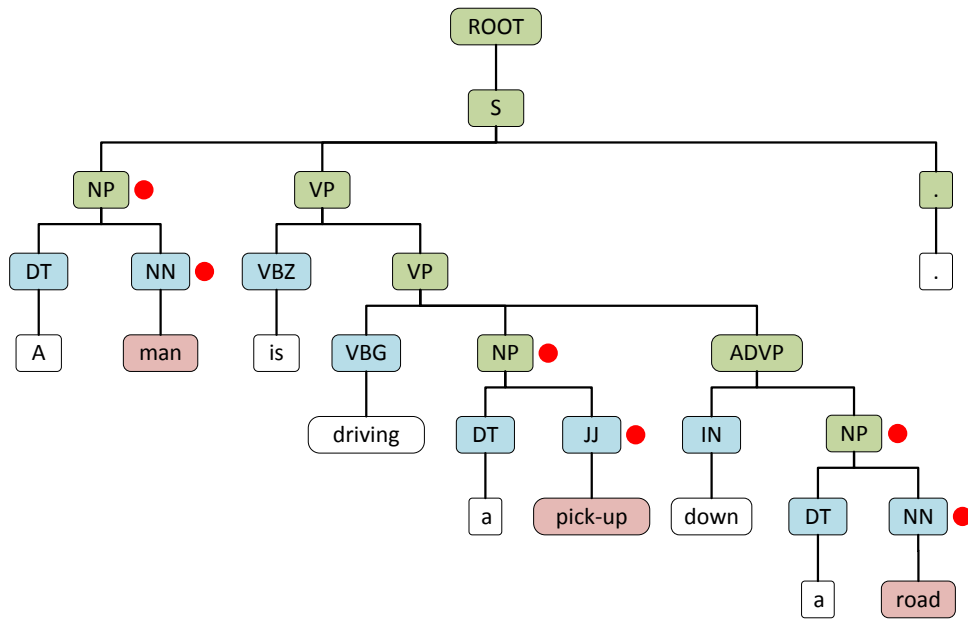 ROOT
S
NP VP .
DT NN VBZ VP .
A man is VBG NP ADVP
driving DT JJ IN NP
a pick-up down DT NN
a road